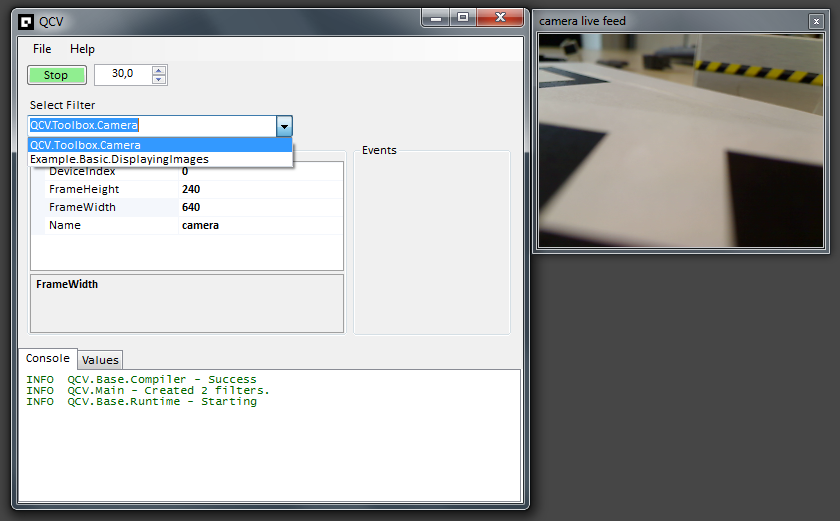 QCV
File Help
Stop
30,0
Select Filter
QCV.Toolbox.Camera
QCV.Toolbox.Camera
Example.Basic.DisplayingImages
DeviceIndex 0
FrameHeight 240
FrameWidth 640
Name camera
FrameWidth
Events
Console Values
INFO QCV.Base.Compiler - Success
INFO QCV.Main - Created 2 filters.
INFO QCV.Base.Runtime - Starting
camera live feed